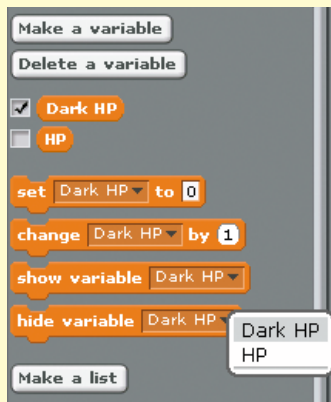 Make a variable
Delete a variable
Dark HP
HP
set Dark HP to 0
change Dark HP by 1
show variable Dark HP
hide variable Dark HP
Dark HP
HP
Make a list